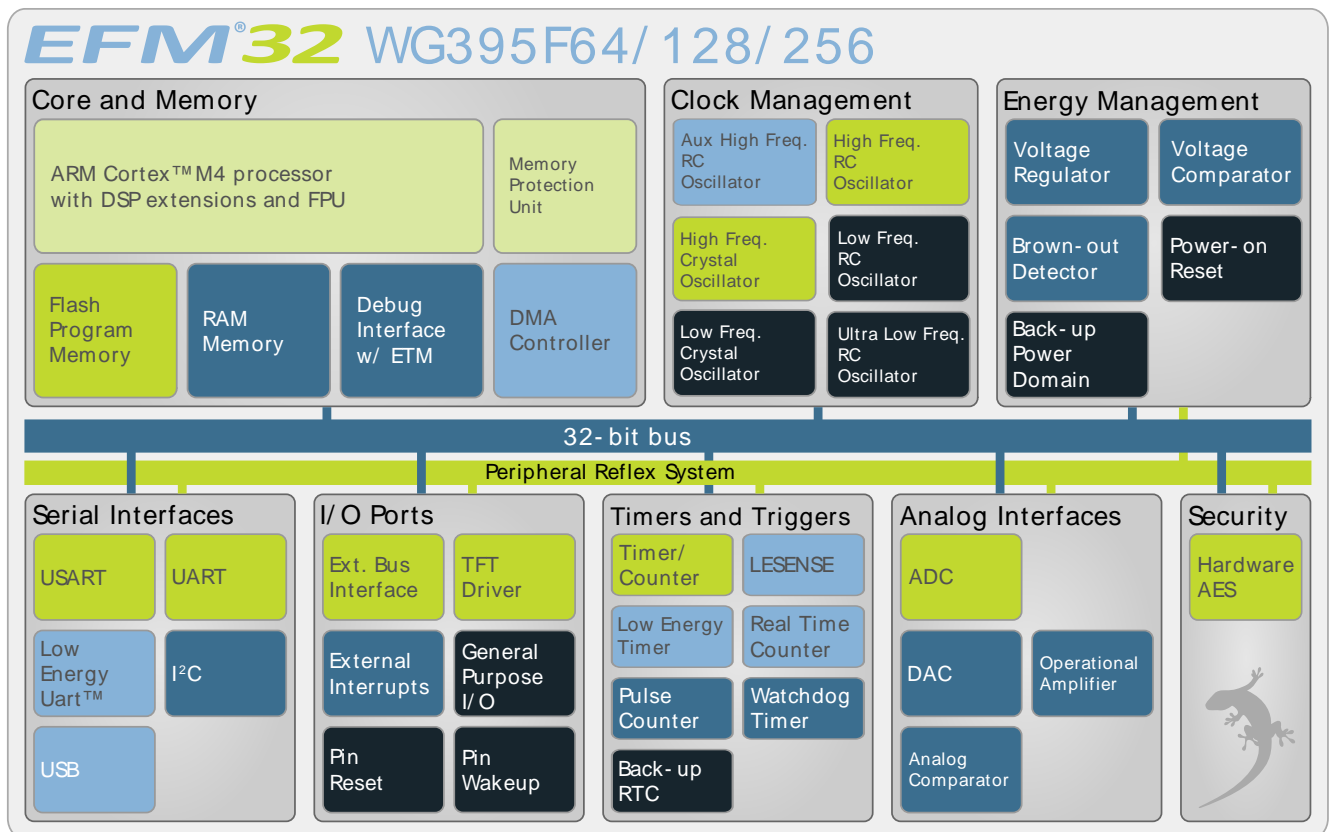 EFM®32 WG395F64/128/256
Core and Memory
ARM Cortex™ M4 processor
with DSP extensions and FPU
Memory
Protection
Unit
Flash
Program
Memory
RAM
Memory
Debug
Interface
w/ ETM
DMA
Controller
Clock Management
Aux High Freq.
RC
Oscillator
High Freq.
RC
Oscillator
High Freq.
Crystal
Oscillator
Low Freq.
RC
Oscillator
Low Freq.
Crystal
Oscillator
Ultra Low Freq.
RC
Oscillator
Energy Management
Voltage
Regulator
Voltage
Comparator
Brown-out
Detector
Power-on
Reset
Back-up
Power
Domain
32-bit bus
Peripheral Reflex System
Serial Interfaces
USART
UART
Low
Energy
Uart™
I²C
USB
I/O Ports
Ext. Bus
Interface
TFT
Driver
External
Interrupts
General
Purpose
I/O
Pin
Reset
Pin
Wakeup
Timers and Triggers
Timer/
Counter
LESENSE
Low Energy
Timer
Real Time
Counter
Pulse
Counter
Watchdog
Timer
Back-up
RTC
Analog Interfaces
ADC
DAC
Operational
Amplifier
Analog
Comparator
Security
Hardware
AES